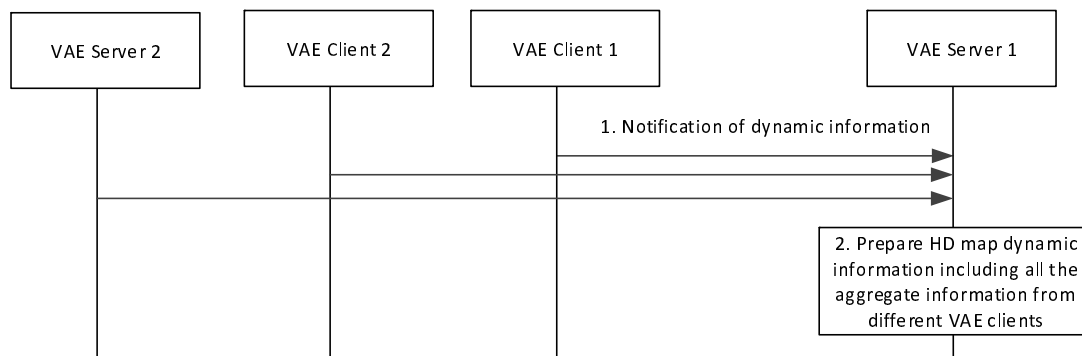 VAE Server 2
VAE Client 2
VAE Client 1
VAE Server 1
1. Notification of dynamic information
2. Prepare HD map dynamic
information including all the
aggregate information from
different VAE clients